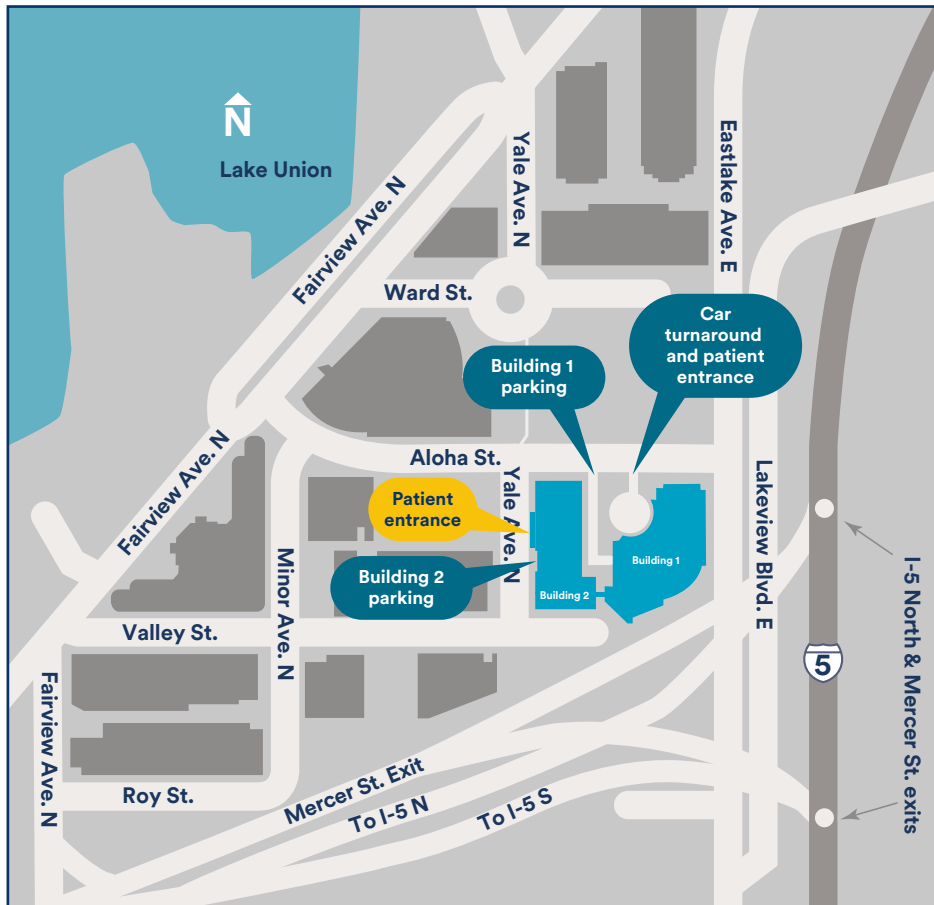 N
Lake Union
Fairview Ave. N
Yale Ave. N
Eastlake Ave. E
Ward St.
Car
turnaround
and patient
entrance
Building 1
parking
Fairview Ave. N
Aloha St.
Patient
entrance
Yale Ave. N
Lakeview Blvd. E
Building 1
Building 2
parking
Building 2
Minor Ave. N
Valley St.
I-5 North & Mercer St. exits
5
Fairview Ave. N
Roy St.
Mercer St. Exit
To I-5 N
To I-5 S